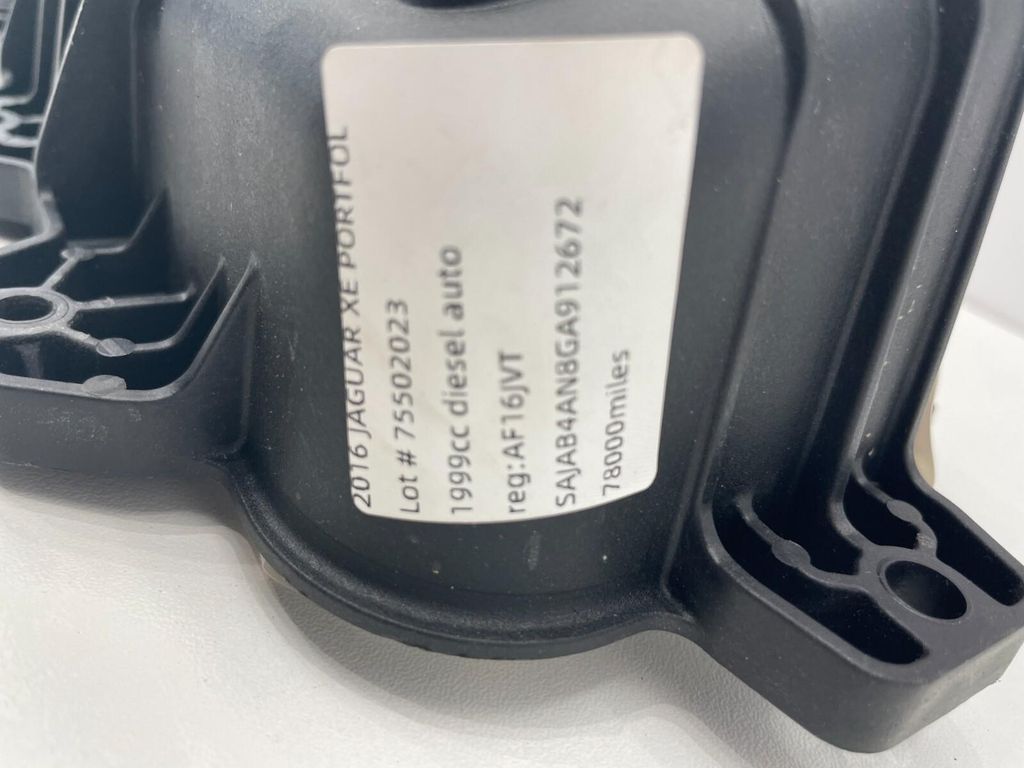 2016 JAGUAR XE PORTFOL
Lot # 75502023
1999cc diesel auto
reg:AF16JVT
SAJAB4AN8GA912672
78000miles